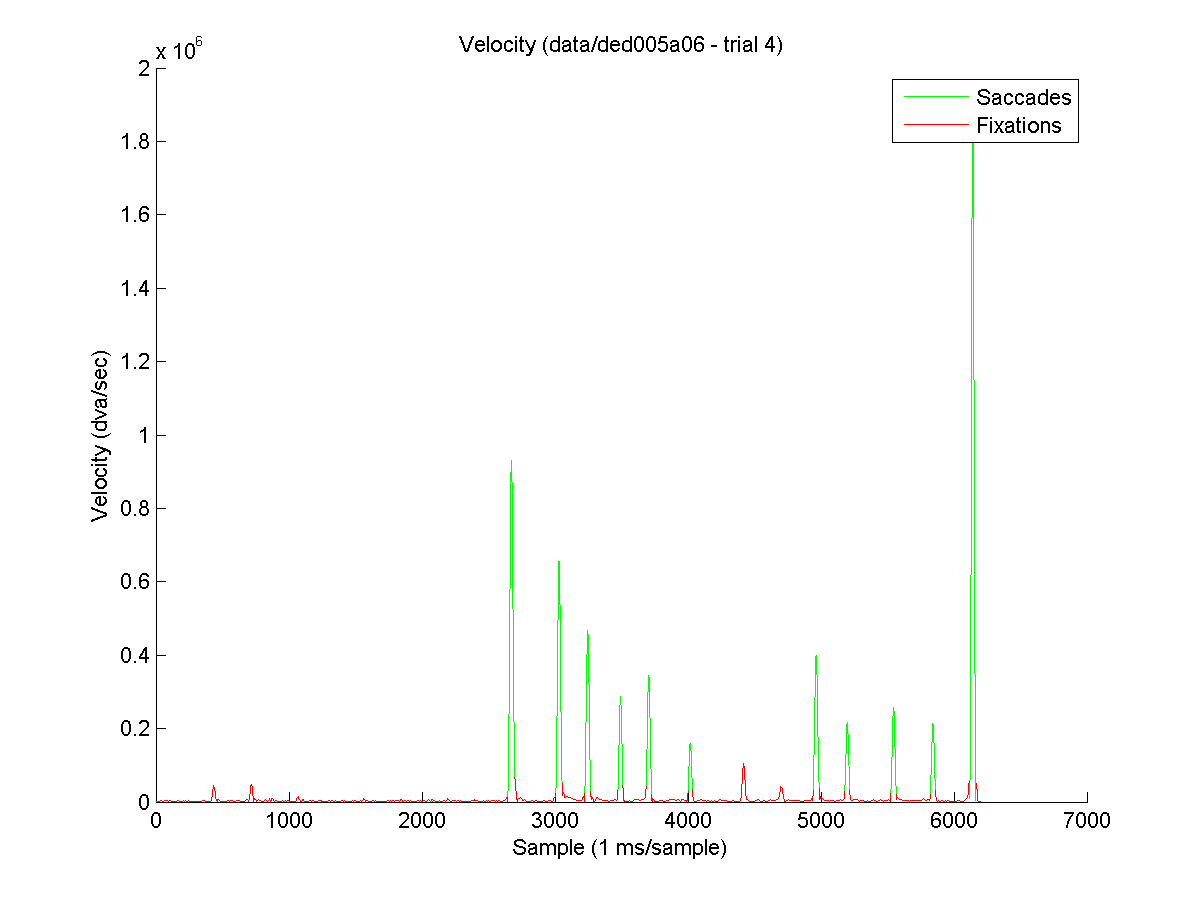 Velocity (data/ded005a06 - trial 4)
x 10^6
2
Saccades
Fixations
1.8
1.6
1.4
1.2
1
0.8
0.6
0.4
0.2
0
Velocity (dva/sec)
0 1000 2000 3000 4000 5000 6000 7000
Sample (1 ms/sample)